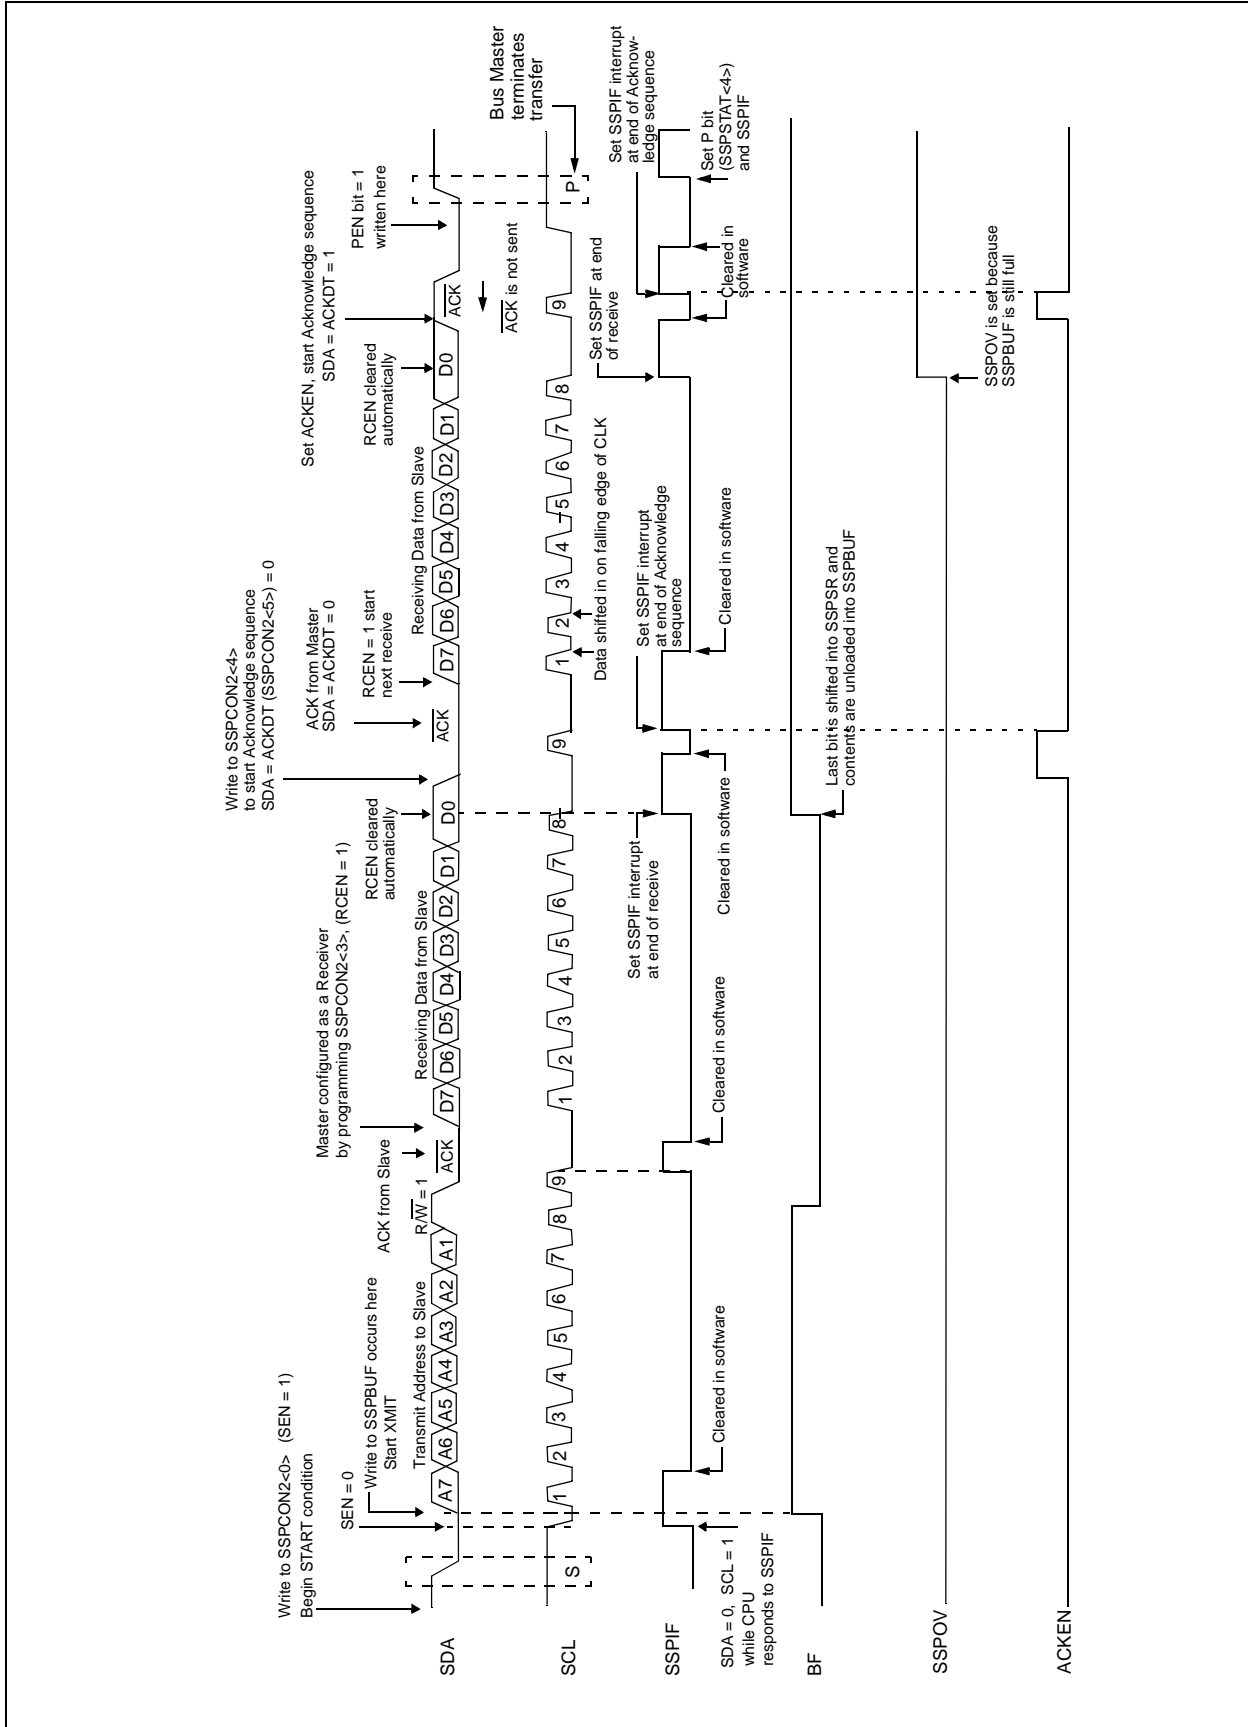 Write to SSPCON2<0> (SEN = 1)
Begin START condition
SEN = 0
Write to SSPBUF occurs here
Start XMIT
Transmit Address to Slave
R/W = 1
ACK from Slave
Master configured as a Receiver
by programming SSPCON2<3>, (RCEN = 1)
Receiving Data from Slave
RCEN cleared
automatically
Write to SSPCON2<4>
to start Acknowledge sequence
SDA = ACKDT (SSPCON2<5>) = 0
ACK from Master
SDA = ACKDT = 0
RCEN = 1 start
next receive
Receiving Data from Slave
RCEN cleared
automatically
Set ACKEN, start Acknowledge sequence
SDA = ACKDT = 1
PEN bit = 1
written here
SDA
A7 A6 A5 A4 A3 A2 A1
ACK
D7 D6 D5 D4 D3 D2 D1 D0
ACK
D7 D6 D5 D4 D3 D2 D1 D0
ACK
ACK is not sent
Bus Master
terminates
transfer
SCL
S
1 2 3 4 5 6 7 8 9
1 2 3 4 5 6 7 8
9
1 2 3 4 5 6 7 8
9
P
Data shifted in on falling edge of CLK
SSPIF
SDA = 0, SCL = 1
while CPU
responds to SSPIF
Cleared in software
Cleared in software
Set SSPIF interrupt
at end of receive
Cleared in software
Set SSPIF interrupt
at end of Acknowledge
sequence
Cleared in software
Set SSPIF at end
of receive
Cleared in
software
Set SSPIF interrupt
at end of Acknow-
ledge sequence
Set P bit
(SSPSTAT<4>)
and SSPIF
BF
Last bit is shifted into SSPSR and
contents are unloaded into SSPBUF
SSPOV
SSPOV is set because
SSPBUF is still full
ACKEN